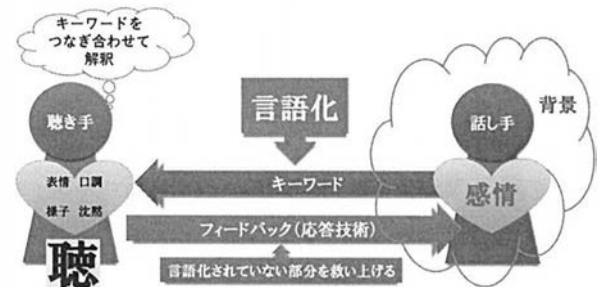 キーワードを
つなぎ合わせて
解釈
聴き手
表情 口調
様子 沈黙
聴
言語化
キーワード
フィードバック(応答技術)
言語化されていない部分を救い上げる
話し手
背景
感情